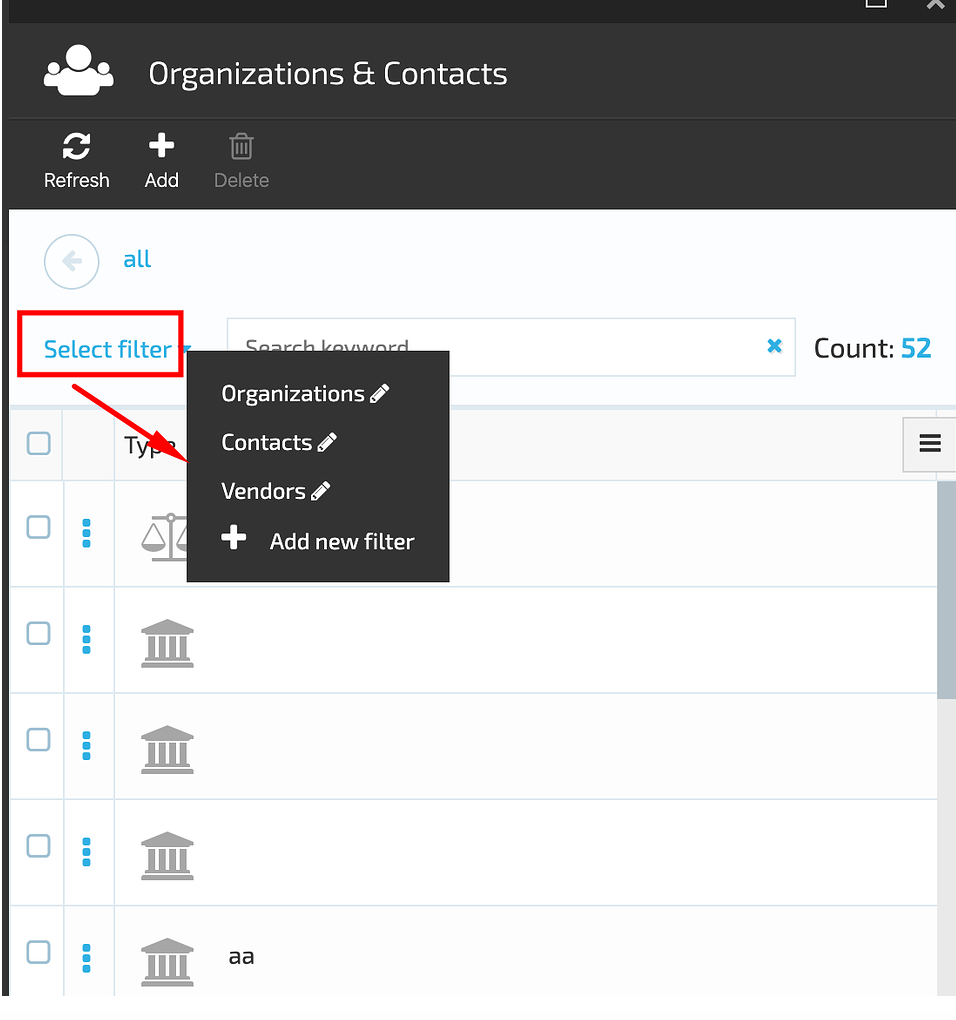 Organizations & Contacts
Refresh Add Delete
all
Select filter Search keyword Count: 52
Organizations
Contacts
Type
Vendors
Add new filter
aa